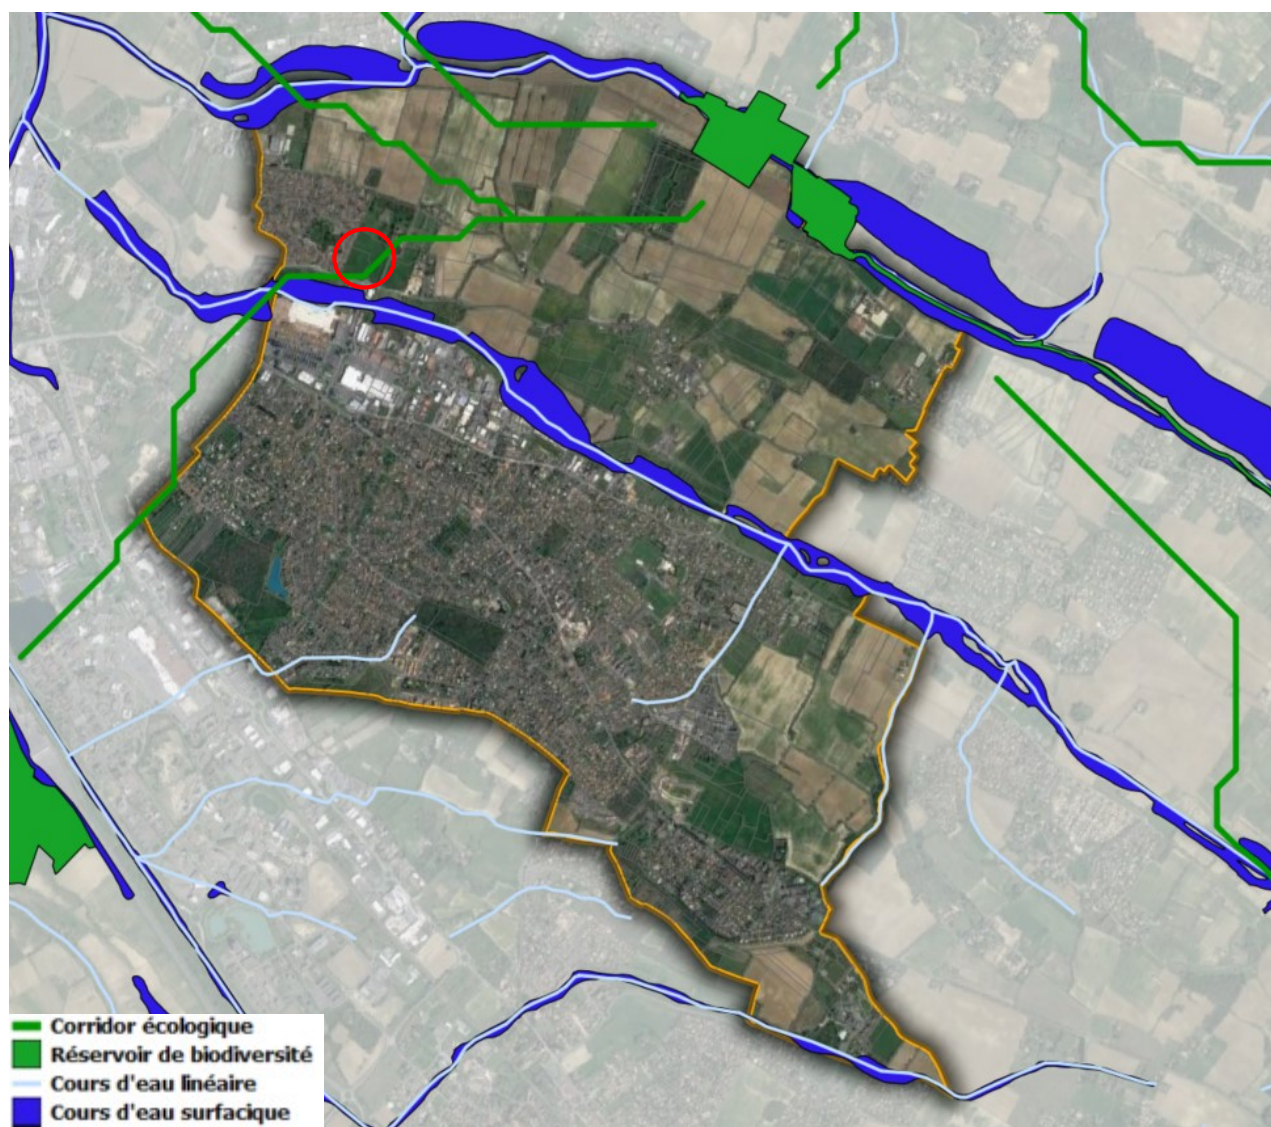 Corridor écologique
Réservoir de biodiversité
Cours d'eau linéaire
Cours d'eau surfacique